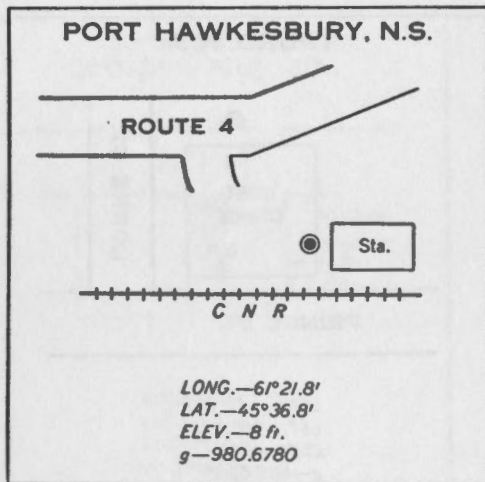 PORT HAWKESBURY, N.S.
ROUTE 4
Sta.
C N R
LONG.—61°21.8'
LAT.—45°36.8'
ELEV.—8 ft.
g—980.6780